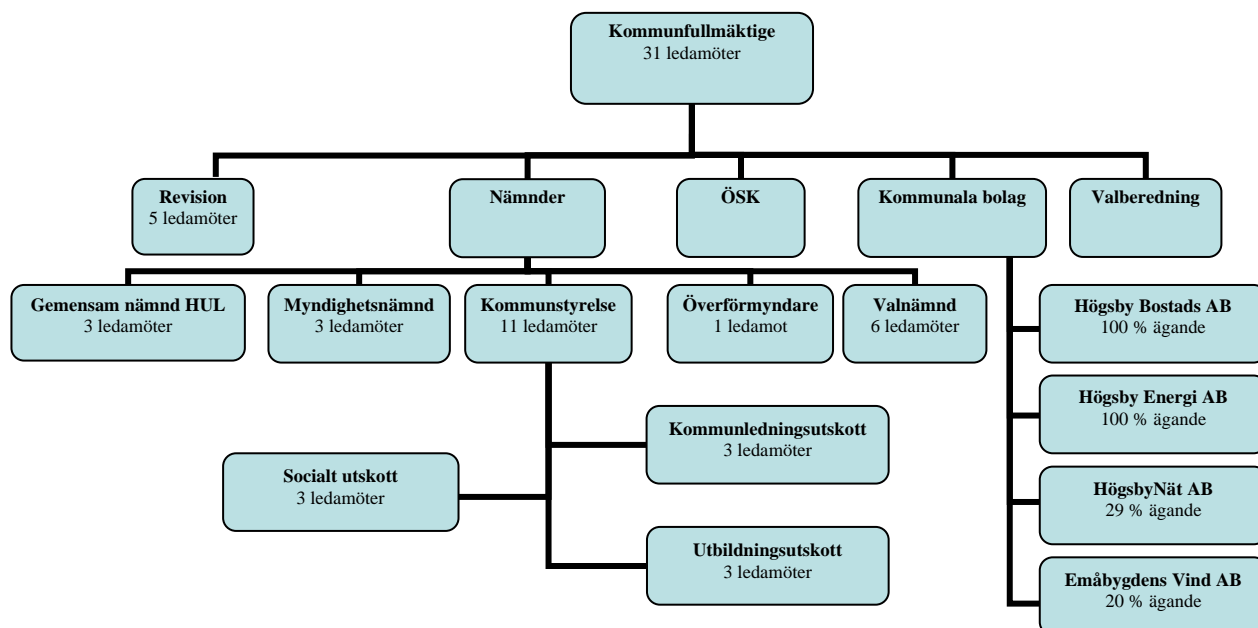 Kommunfullmäktige
31 ledamöter
Revision
5 ledamöter
Nämnder
ÖSK
Kommunala bolag
Valberedning
Gemensam nämnd HUL
3 ledamöter
Myndighetsnämnd
3 ledamöter
Kommunstyrelse
11 ledamöter
Överförmyndare
1 ledamot
Valnämnd
6 ledamöter
Högsby Bostads AB
100 % ägande
Högsby Energi AB
100 % ägande
Kommunledningsutskott
3 ledamöter
Socialt utskott
3 ledamöter
HögsbyNät AB
29 % ägande
Utbildningsutskott
3 ledamöter
Emåbygdens Vind AB
20 % ägande